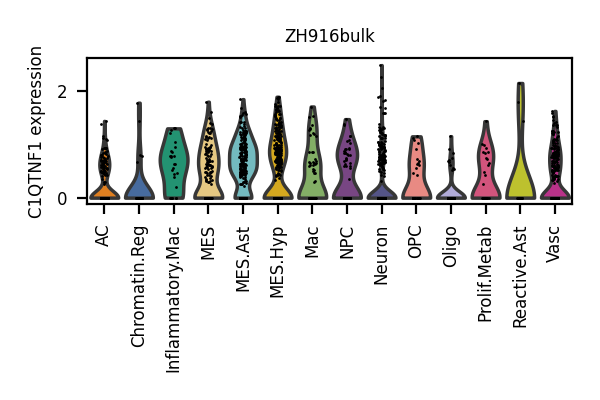 ZH916bulk
C1QTNF1 expression
2
0
AC
Chromatin.Reg
Inflammatory.Mac
MES
MES.Ast
MES.Hyp
Mac
NPC
Neuron
OPC
Oligo
Prolif.Metab
Reactive.Ast
Vasc